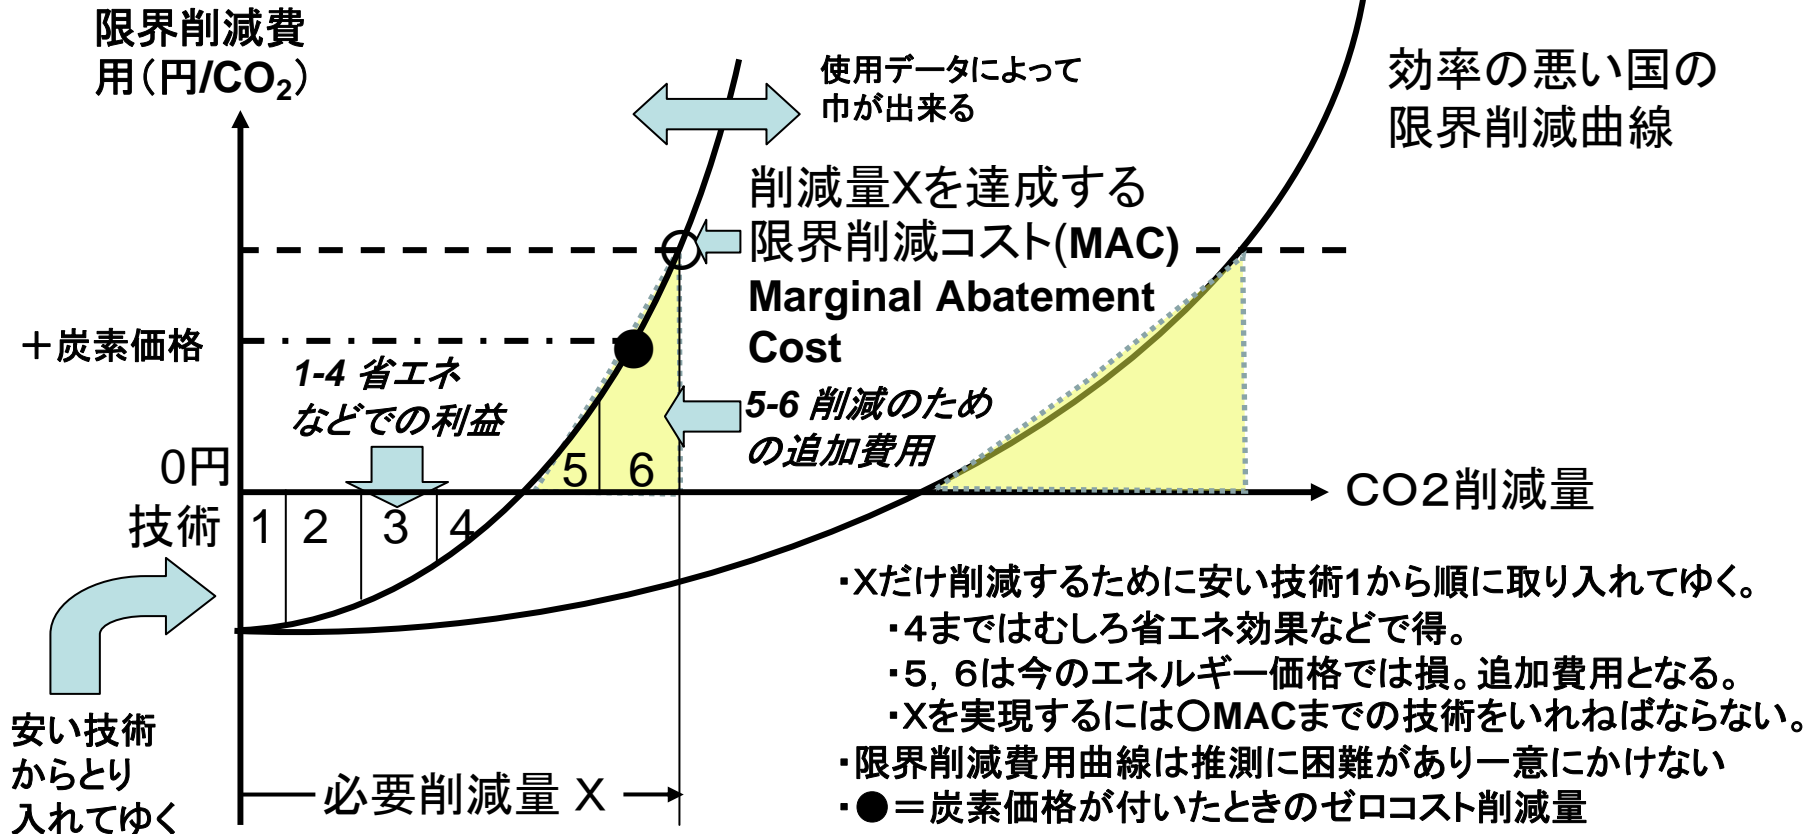 限界削減費
用（円/CO₂）
使用データによって
巾が出来る
効率の悪い国の
限界削減曲線
削減量Xを達成する
限界削減コスト(MAC)
Marginal Abatement
Cost
＋炭素価格
1-4 省エネ
などでの利益
5-6 削減のため
の追加費用
0円
5
6
CO2削減量
技術
1
2
3
4
安い技術
からとり
入れてゆく
必要削減量 X
・Xだけ削減するために安い技術1から順に取り入れてゆく。
・4まではむしろ省エネ効果などで得。
・5，6は今のエネルギー価格では損。追加費用となる。
・Xを実現するには〇MACまでの技術をいれねばならない。
・限界削減費用曲線は推測に困難があり一意にかけない
・●＝炭素価格が付いたときのゼロコスト削減量